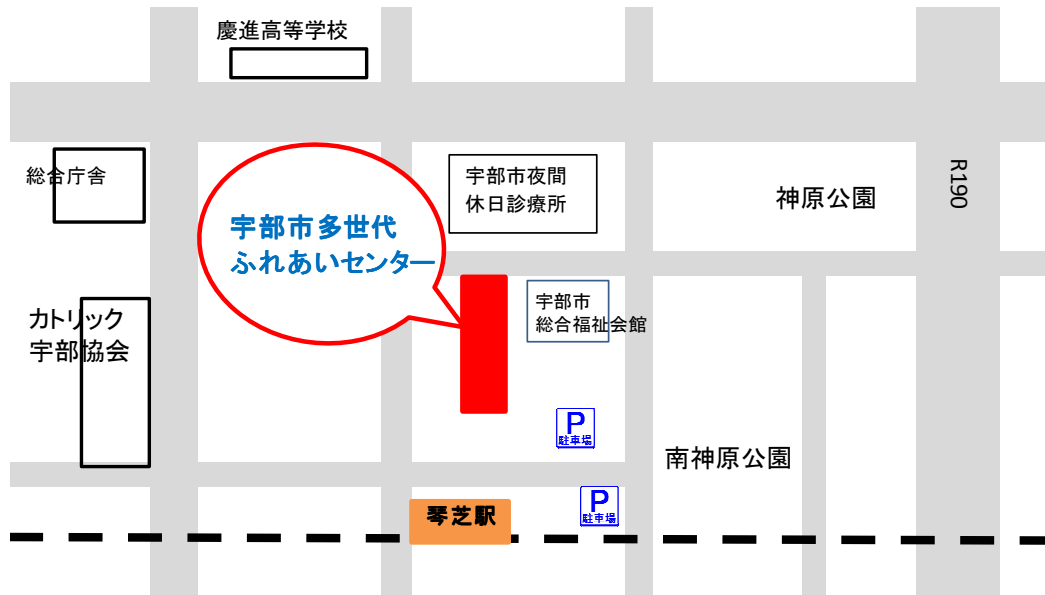 慶進高等学校
総合庁舎
宇部市夜間
休日診療所
神原公園
R190
宇部市多世代
ふれあいセンター
カトリック
宇部協会
宇部市
総合福祉会館
P
駐車場
南神原公園
P
駐車場
琴芝駅